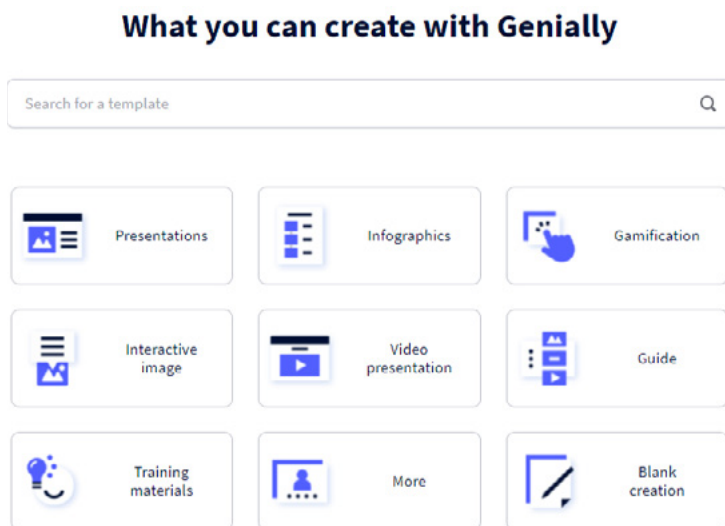 What you can create with Genially
Search for a template
Presentations
Infographics
Gamification
Interactive
image
Video
presentation
Guide
Training
materials
More
Blank
creation